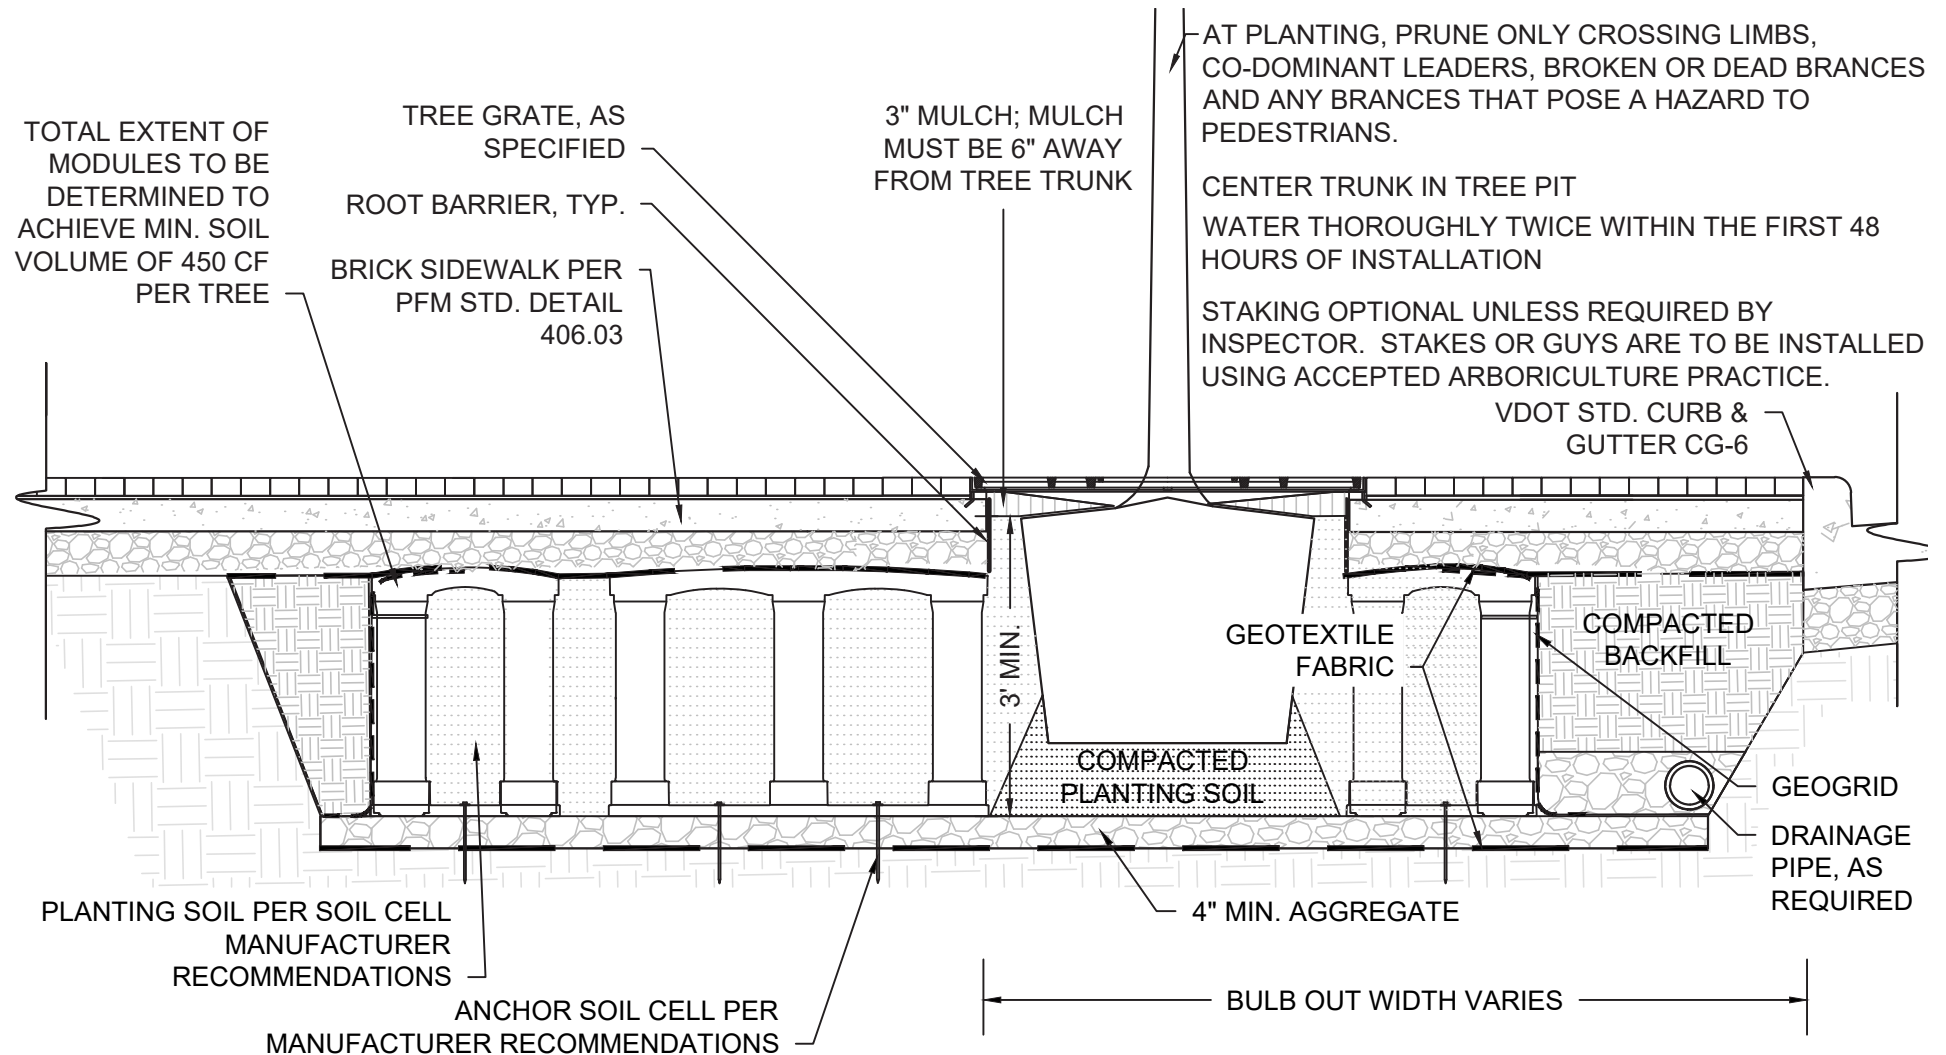 AT PLANTING, PRUNE ONLY CROSSING LIMBS,
CO-DOMINANT LEADERS, BROKEN OR DEAD BRANCES
AND ANY BRANCES THAT POSE A HAZARD TO
PEDESTRIANS.
CENTER TRUNK IN TREE PIT
WATER THOROUGHLY TWICE WITHIN THE FIRST 48
HOURS OF INSTALLATION
STAKING OPTIONAL UNLESS REQUIRED BY
INSPECTOR. STAKES OR GUYS ARE TO BE INSTALLED
USING ACCEPTED ARBORICULTURE PRACTICE.
VDOT STD. CURB &
GUTTER CG-6
3" MULCH; MULCH
MUST BE 6" AWAY
FROM TREE TRUNK
TREE GRATE, AS
SPECIFIED
ROOT BARRIER, TYP.
BRICK SIDEWALK PER
PFM STD. DETAIL
406.03
TOTAL EXTENT OF
MODULES TO BE
DETERMINED TO
ACHIEVE MIN. SOIL
VOLUME OF 450 CF
PER TREE
3' MIN.
GEOTEXTILE
FABRIC
COMPACTED
BACKFILL
COMPACTED
PLANTING SOIL
GEOGRID
DRAINAGE
PIPE, AS
REQUIRED
4" MIN. AGGREGATE
PLANTING SOIL PER SOIL CELL
MANUFACTURER
RECOMMENDATIONS
ANCHOR SOIL CELL PER
MANUFACTURER RECOMMENDATIONS
BULB OUT WIDTH VARIES